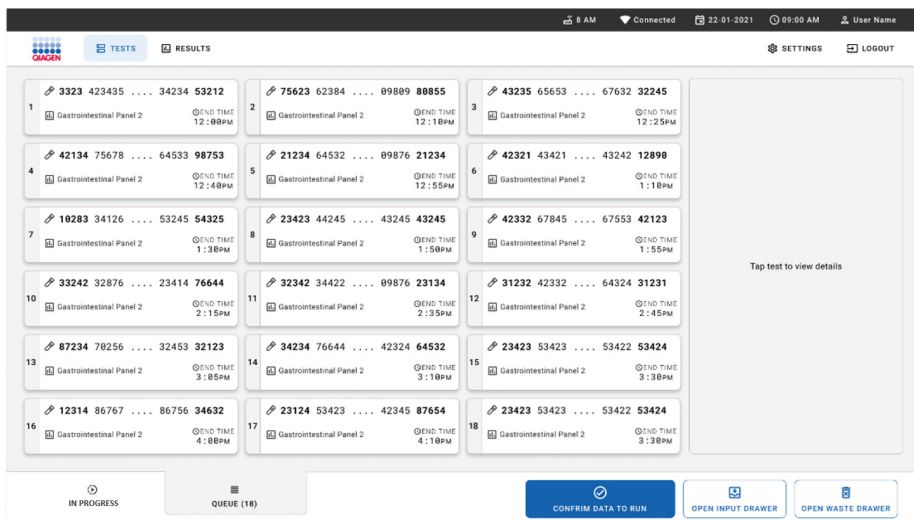 8 AM Connected 22-01-2021 09:00 AM User Name
QIAGEN TESTS RESULTS SETTINGS LOGOUT
1 3323 423435 .... 34234 53212
Gastrointestinal Panel 2 END TIME
12:00PM
2 75623 62384 .... 09809 80855
Gastrointestinal Panel 2 END TIME
12:10PM
3 43235 65653 .... 67632 32245
Gastrointestinal Panel 2 END TIME
12:25PM
4 42134 75678 .... 64533 98753
Gastrointestinal Panel 2 END TIME
12:40PM
5 21234 64532 .... 09876 21234
Gastrointestinal Panel 2 END TIME
12:55PM
6 42321 43421 .... 43242 12890
Gastrointestinal Panel 2 END TIME
1:10PM
7 10283 34126 .... 53245 54325
Gastrointestinal Panel 2 END TIME
1:30PM
8 23423 44245 .... 43245 43245
Gastrointestinal Panel 2 END TIME
1:50PM
9 42332 67845 .... 67553 42123
Gastrointestinal Panel 2 END TIME
1:55PM
Tap test to view details
10 33242 32876 .... 23414 76644
Gastrointestinal Panel 2 END TIME
2:15PM
11 32342 34422 .... 09876 23134
Gastrointestinal Panel 2 END TIME
2:35PM
12 31232 42332 .... 64324 31231
Gastrointestinal Panel 2 END TIME
2:45PM
13 87234 70256 .... 32453 32123
Gastrointestinal Panel 2 END TIME
3:05PM
14 34234 76644 .... 42324 64532
Gastrointestinal Panel 2 END TIME
3:10PM
15 23423 53423 .... 53422 53424
Gastrointestinal Panel 2 END TIME
3:30PM
16 12314 86767 .... 86756 34632
Gastrointestinal Panel 2 END TIME
4:00PM
17 23124 53423 .... 42345 87654
Gastrointestinal Panel 2 END TIME
4:10PM
18 23423 53423 .... 53422 53424
Gastrointestinal Panel 2 END TIME
3:30PM
IN PROGRESS QUEUE (18) CONFRIM DATA TO RUN OPEN INPUT DRAWER OPEN WASTE DRAWER